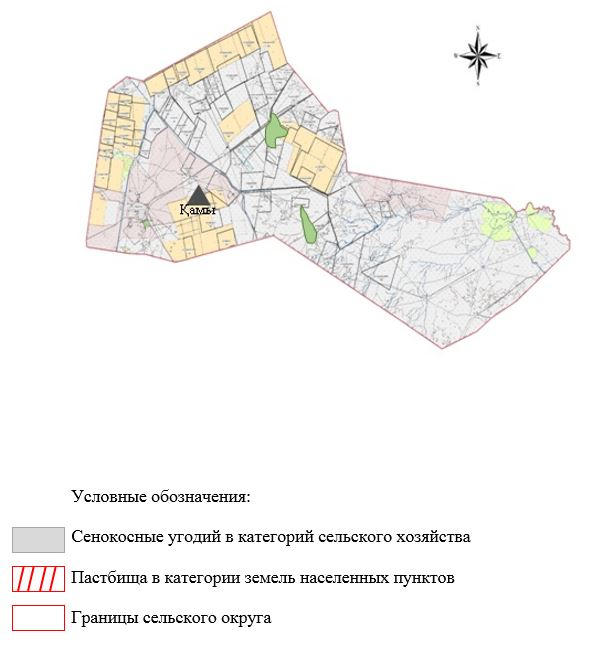 N
W
E
S
Қамы
Условные обозначения:
Сенокосные угодий в категорий сельского хозяйства
Пастбища в категории земель населенных пунктов
Границы сельского округа